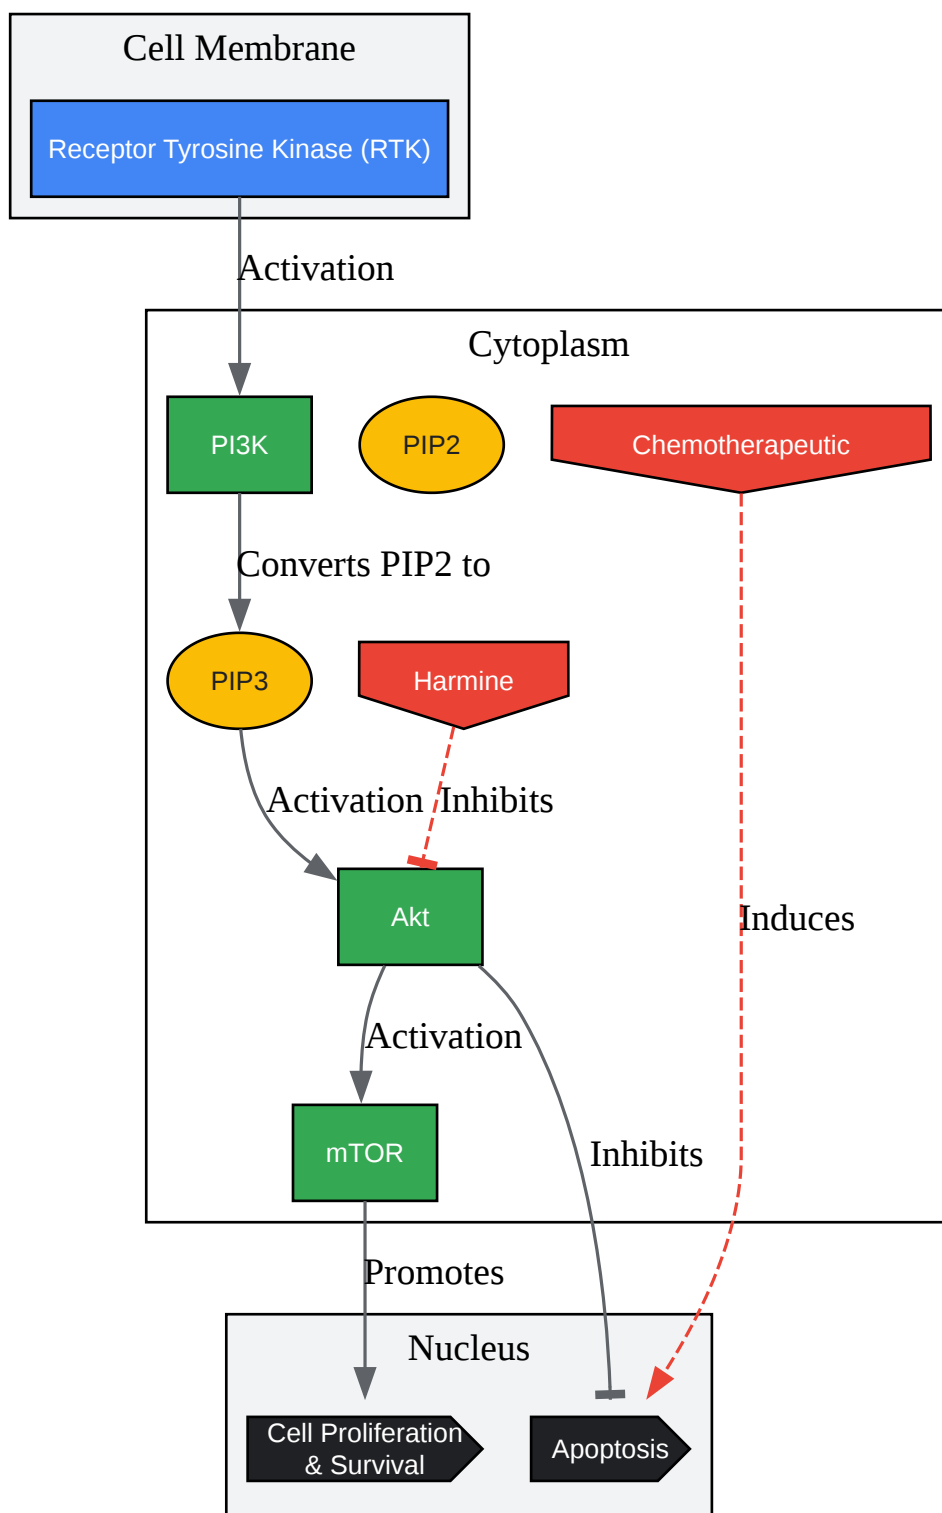 Cell Membrane
Receptor Tyrosine Kinase (RTK)
Activation
Cytoplasm
PI3K
PIP2
Chemotherapeutic
Converts PIP2 to
PIP3
Harmine
Activation
Inhibits
Akt
Induces
Activation
mTOR
Inhibits
Promotes
Nucleus
Cell Proliferation
& Survival
Apoptosis